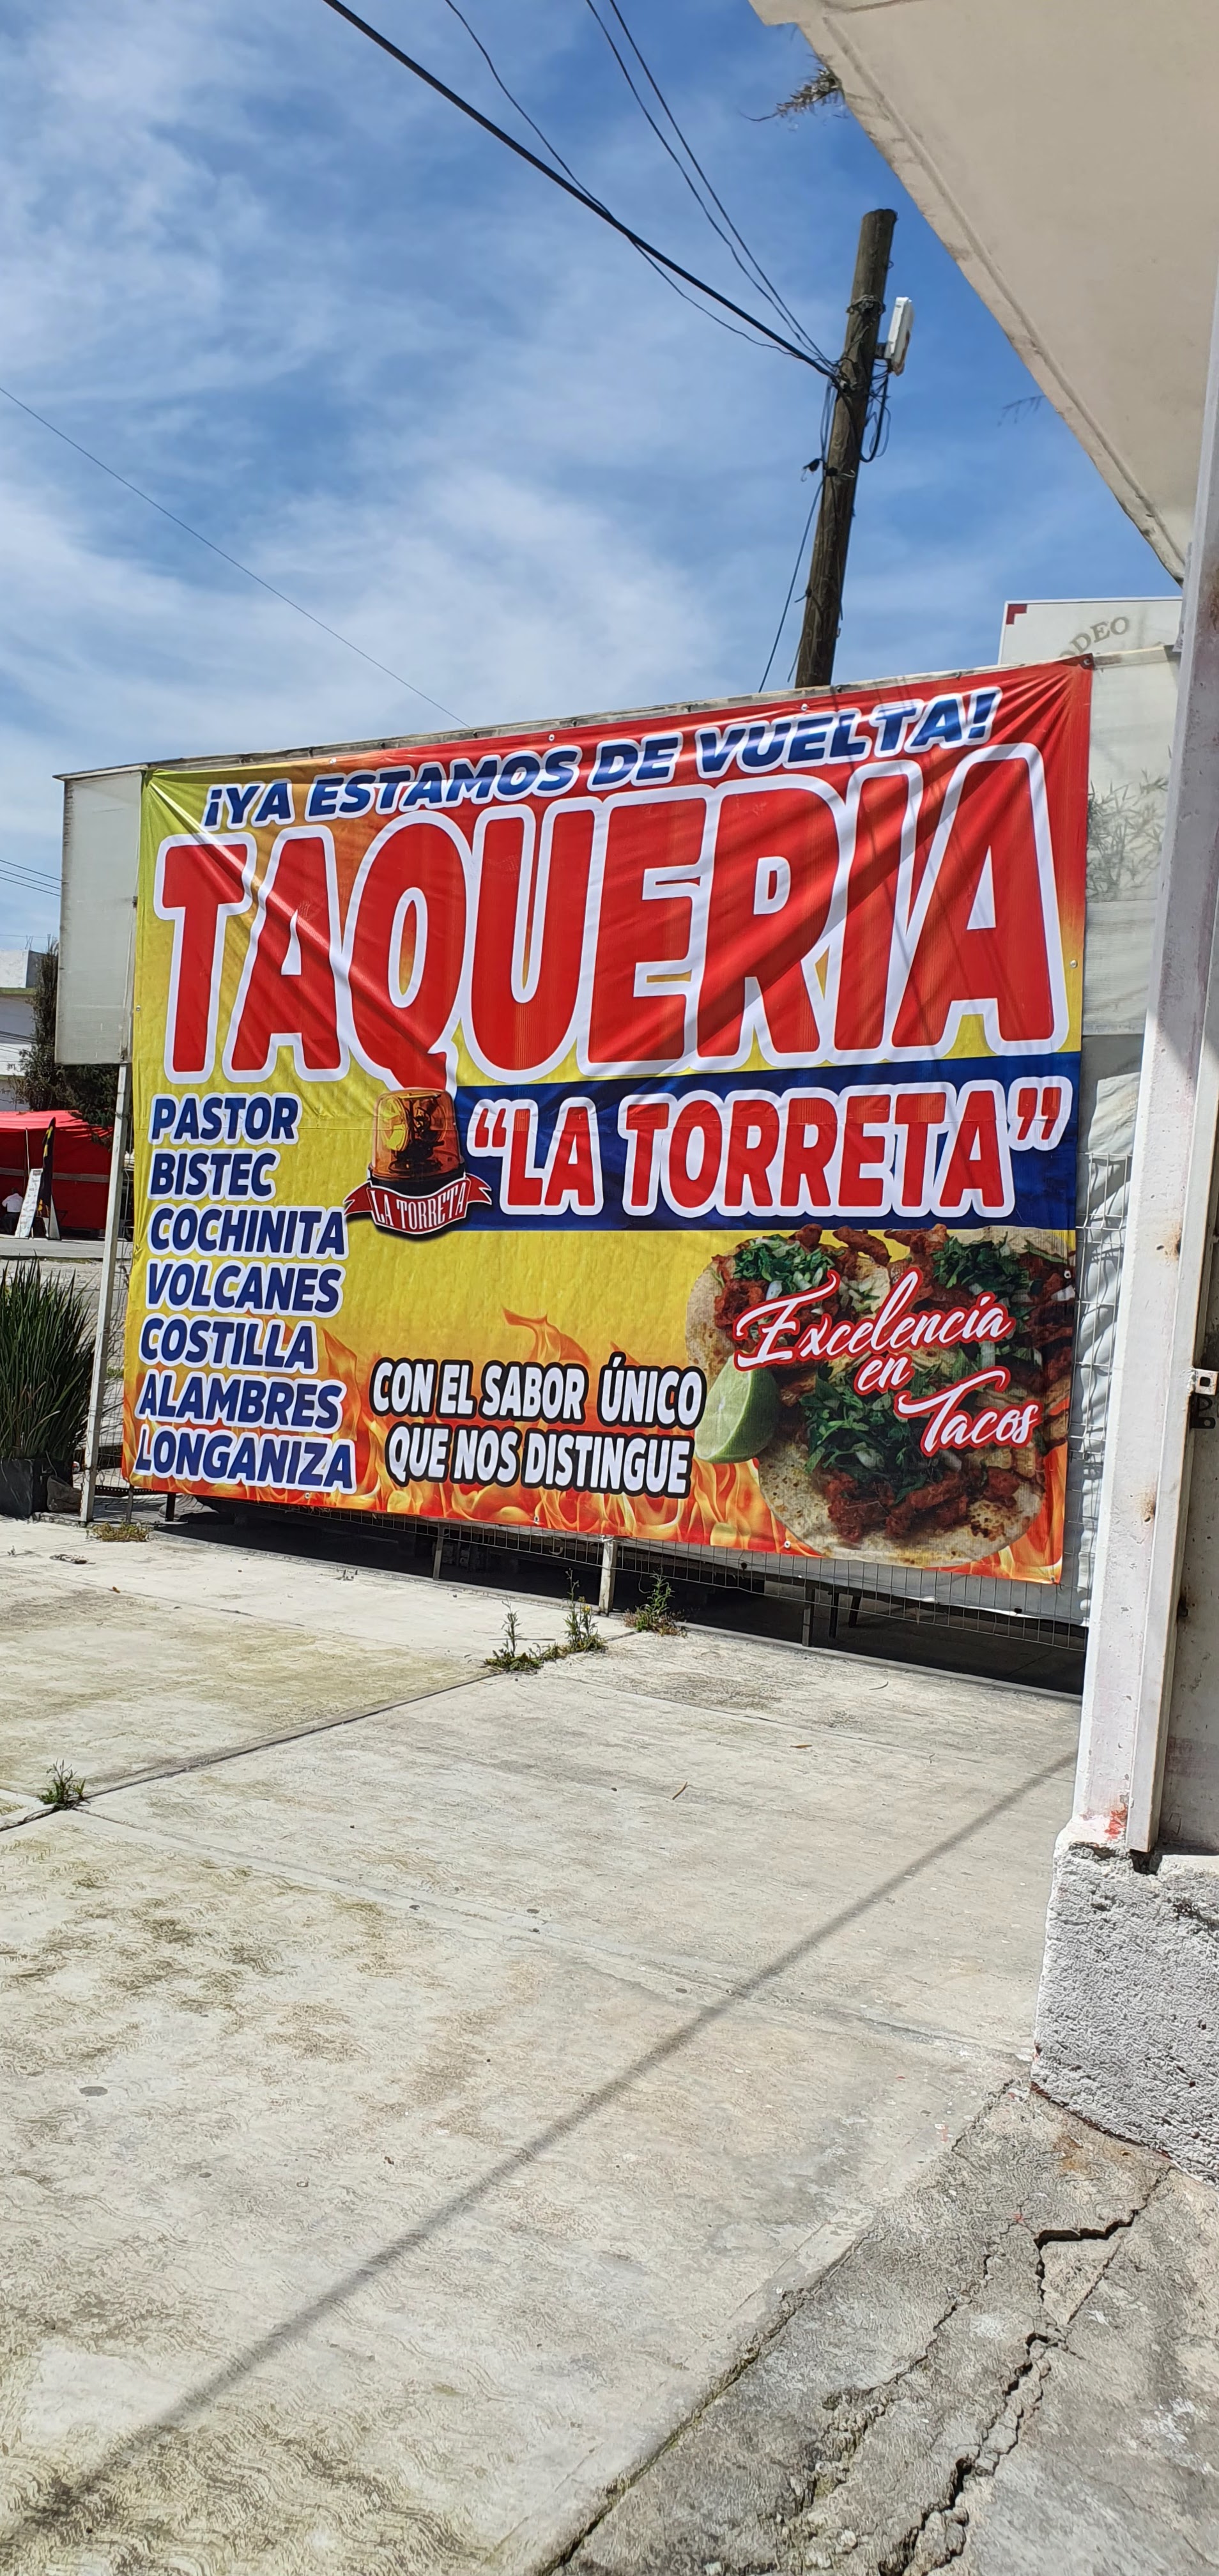 ¡YA ESTAMOS DE VUELTA!
TAQUERIA
"LA TORRETA"
LA TORRETA
PASTOR
BISTEC
COCHINITA
VOLCANES
COSTILLA
ALAMBRES
LONGANIZA
CON EL SABOR ÚNICO
QUE NOS DISTINGUE
Excelencia
en
Tacos